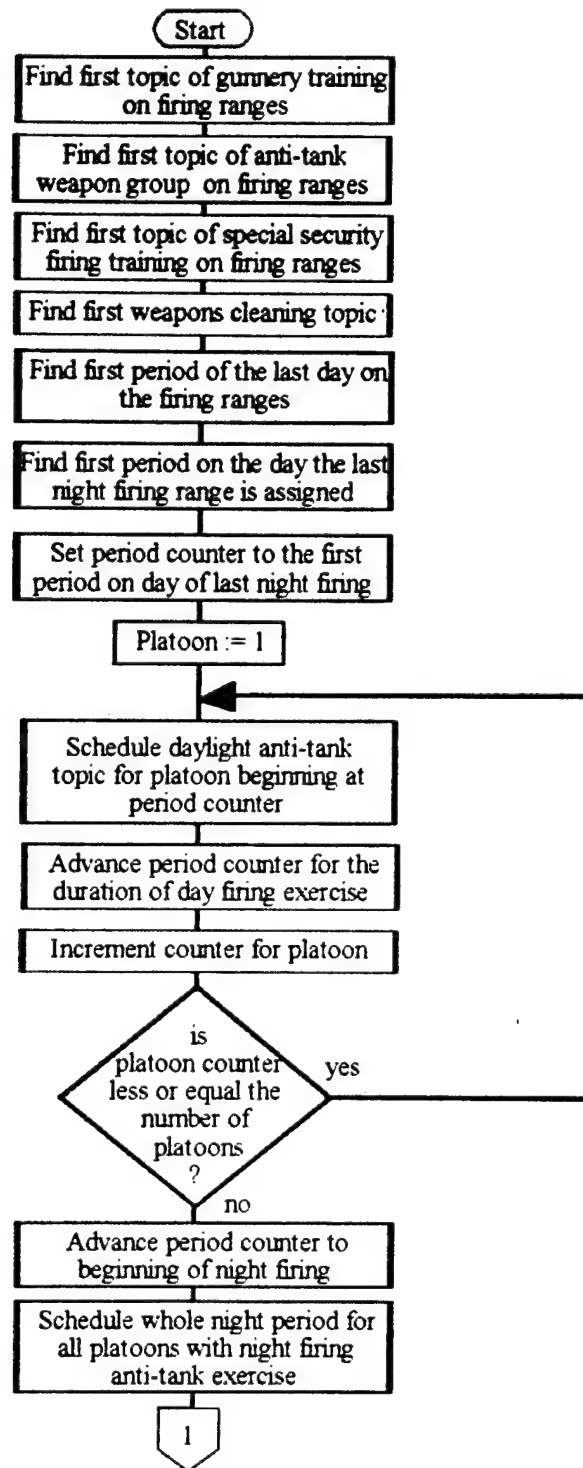 Start
Find first topic of gunnery training
on firing ranges
Find first topic of anti-tank
weapon group on firing ranges
Find first topic of special security
firing training on firing ranges
Find first weapons cleaning topic
Find first period of the last day on
the firing ranges
Find first period on the day the last
night firing range is assigned
Set period counter to the first
period on day of last night firing
Platoon := 1
Schedule daylight anti-tank
topic for platoon beginning at
period counter
Advance period counter for the
duration of day firing exercise
Increment counter for platoon
is
platoon counter
less or equal the
number of
platoons
?
yes
no
Advance period counter to
beginning of night firing
Schedule whole night period for
all platoons with night firing
anti-tank exercise
1